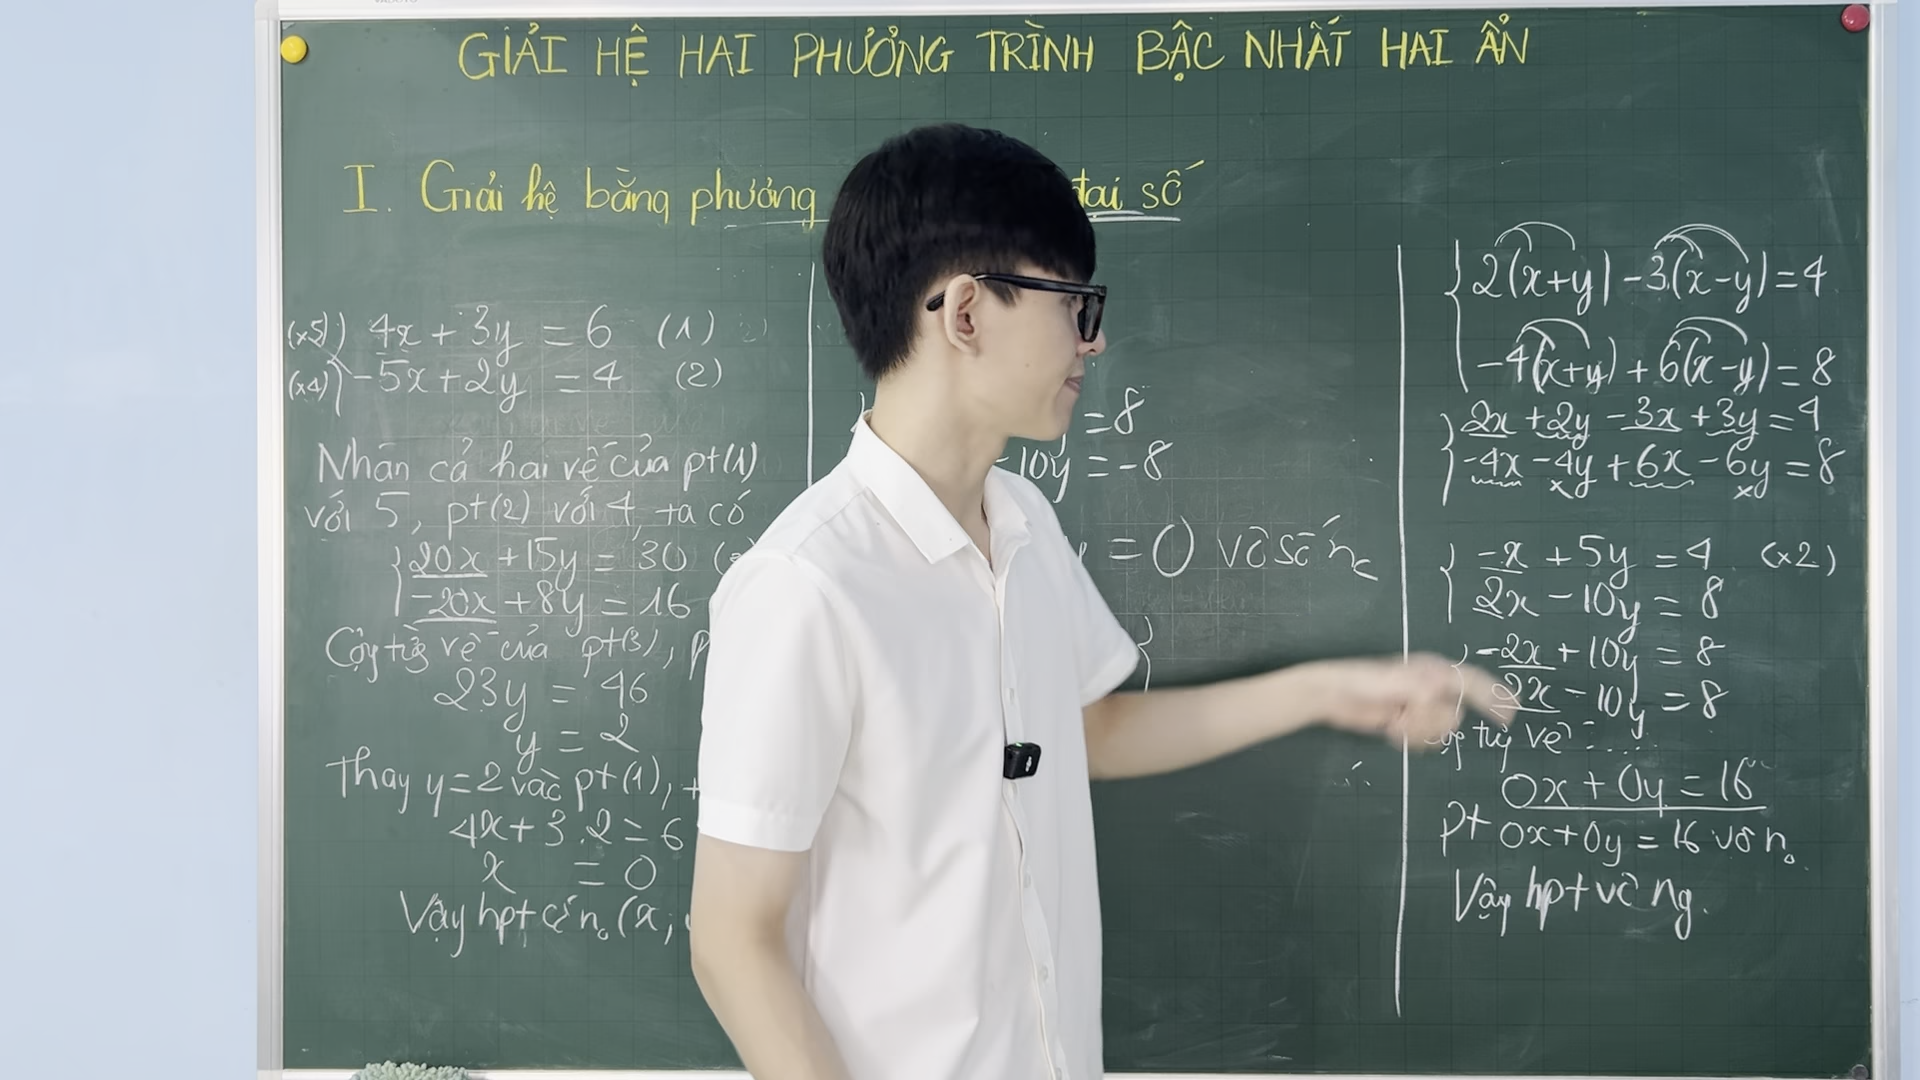 GIẢI HỆ HAI PHƯƠNG TRÌNH BẬC NHẤT HAI ẨN
I. Giải hệ bằng phương đại số
(x5) 4x + 3y = 6 (1)
(x4) -5x + 2y = 4 (2)
Nhân cả hai vế của pt(1)
với 5, pt(2) với 4, ta có
20x + 15y = 30
-20x + 8y = 16
Cộng từng vế của pt(3),
23y = 46
y = 2
Thay y = 2 vào pt(1),
4x + 3.2 = 6
x = 0
Vậy hpt có n₀ (x;
= 8
-10y = -8
= 0 vô số n₀
2(x+y) - 3(x-y) = 4
-4(x+y) + 6(x-y) = 8
2x + 2y - 3x + 3y = 4
-4x - 4y + 6x - 6y = 8
-x + 5y = 4 (x2)
2x - 10y = 8
-2x + 10y = 8
2x - 10y = 8
từng vế ....
0x + 0y = 16
pt 0x + 0y = 16 vô n₀
Vậy hpt vô ng.